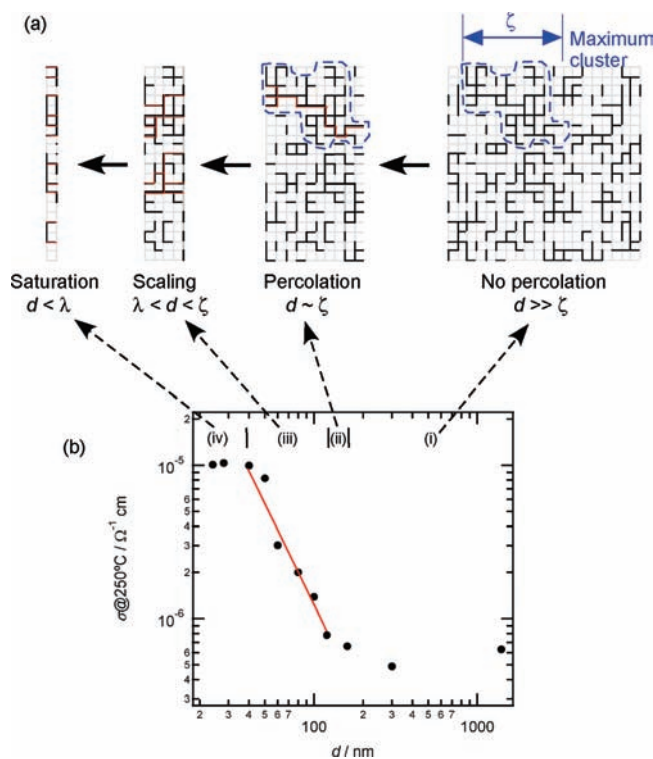 (a)
ζ
Maximum
cluster
Saturation
d < λ
Scaling
λ < d < ζ
Percolation
d ~ ζ
No percolation
d >> ζ
(b)
(iv)
(iii)
(ii)
(i)
σ@250ºC / Ω⁻¹ cm
2
10⁻⁵
6
5
4
3
2
10⁻⁶
6
5
4
3
2 3 4 5 6 7 100 2 3 4 5 6 7 1000
d / nm